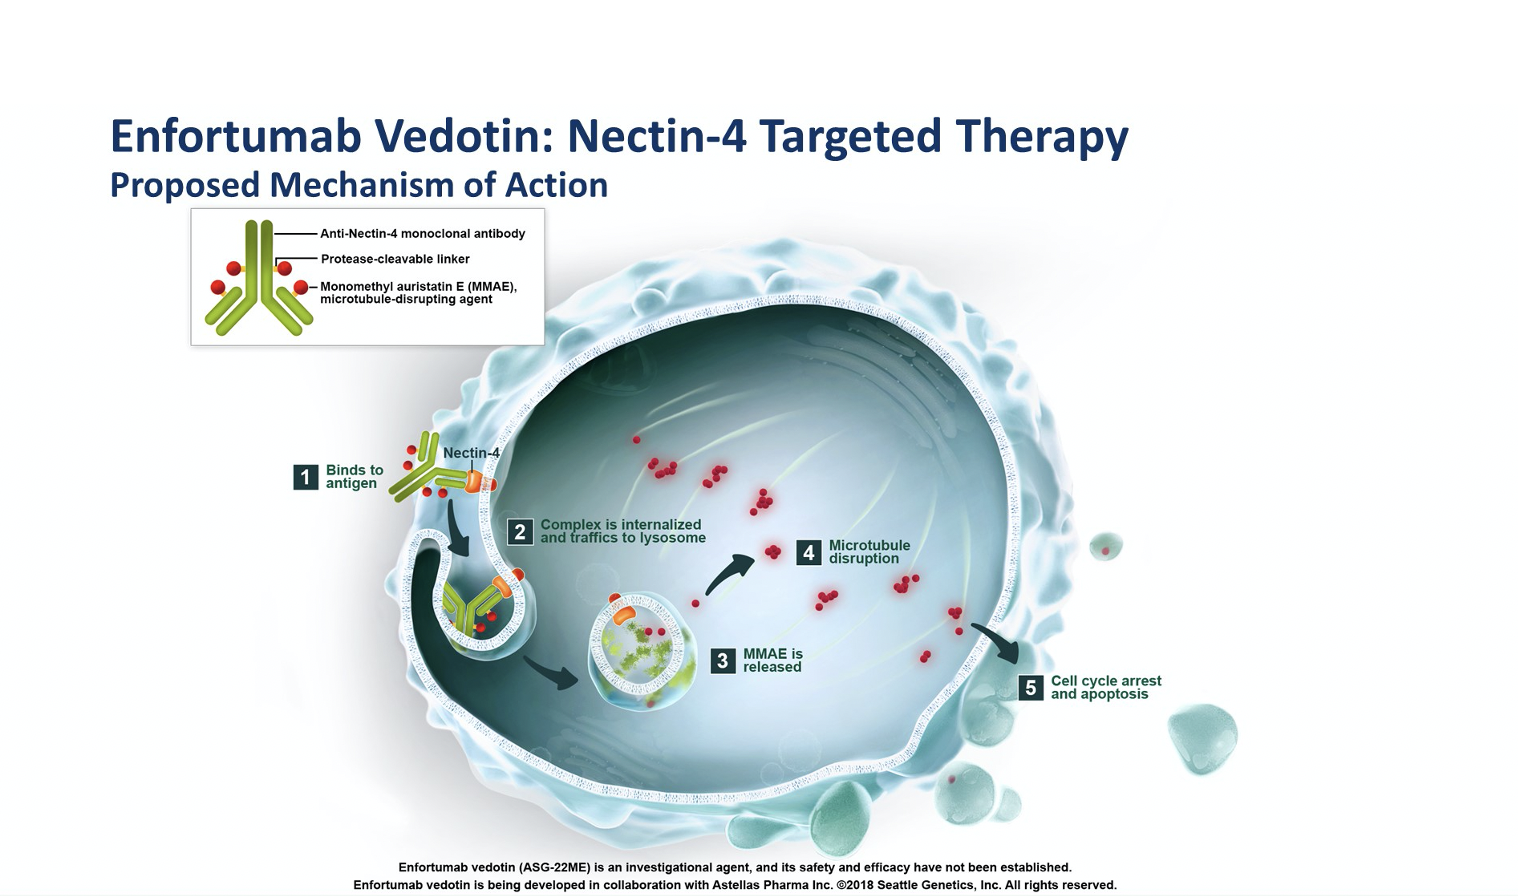 Enfortumab Vedotin: Nectin-4 Targeted Therapy
Proposed Mechanism of Action
Anti-Nectin-4 monoclonal antibody
Protease-cleavable linker
Monomethyl auristatin E (MMAE),
microtubule-disrupting agent
Nectin-4
1 Binds to
antigen
2 Complex is internalized
and traffics to lysosome
3 MMAE is
released
4 Microtubule
disruption
5 Cell cycle arrest
and apoptosis
Enfortumab vedotin (ASG-22ME) is an investigational agent, and its safety and efficacy have not been established.
Enfortumab vedotin is being developed in collaboration with Astellas Pharma Inc. ©2018 Seattle Genetics, Inc. All rights reserved.